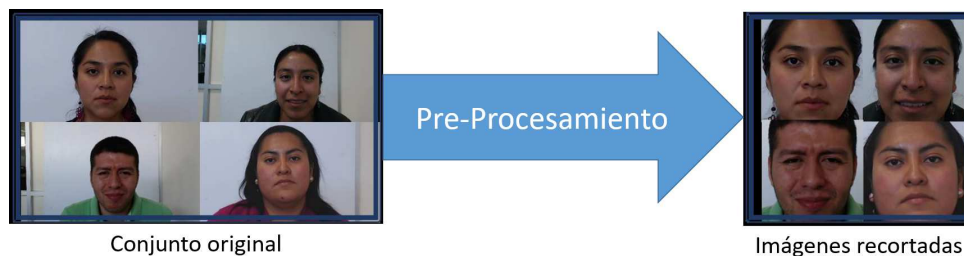 Pre-Procesamiento
Conjunto original
Imágenes recortadas